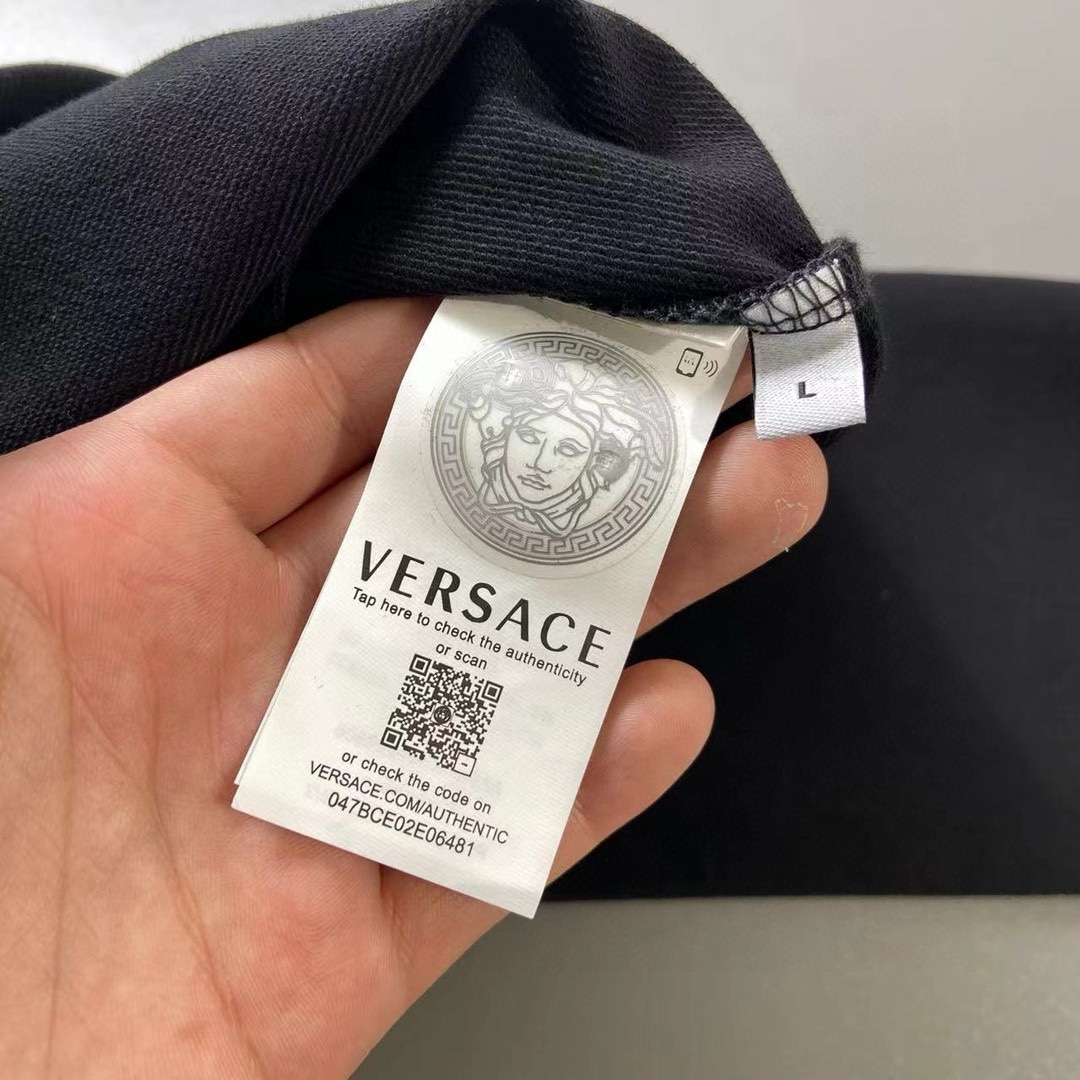 L
VERSACE
Tap here to check the authenticity
or scan
or check the code on
VERSACE.COM/AUTHENTIC
047BCE02E06481